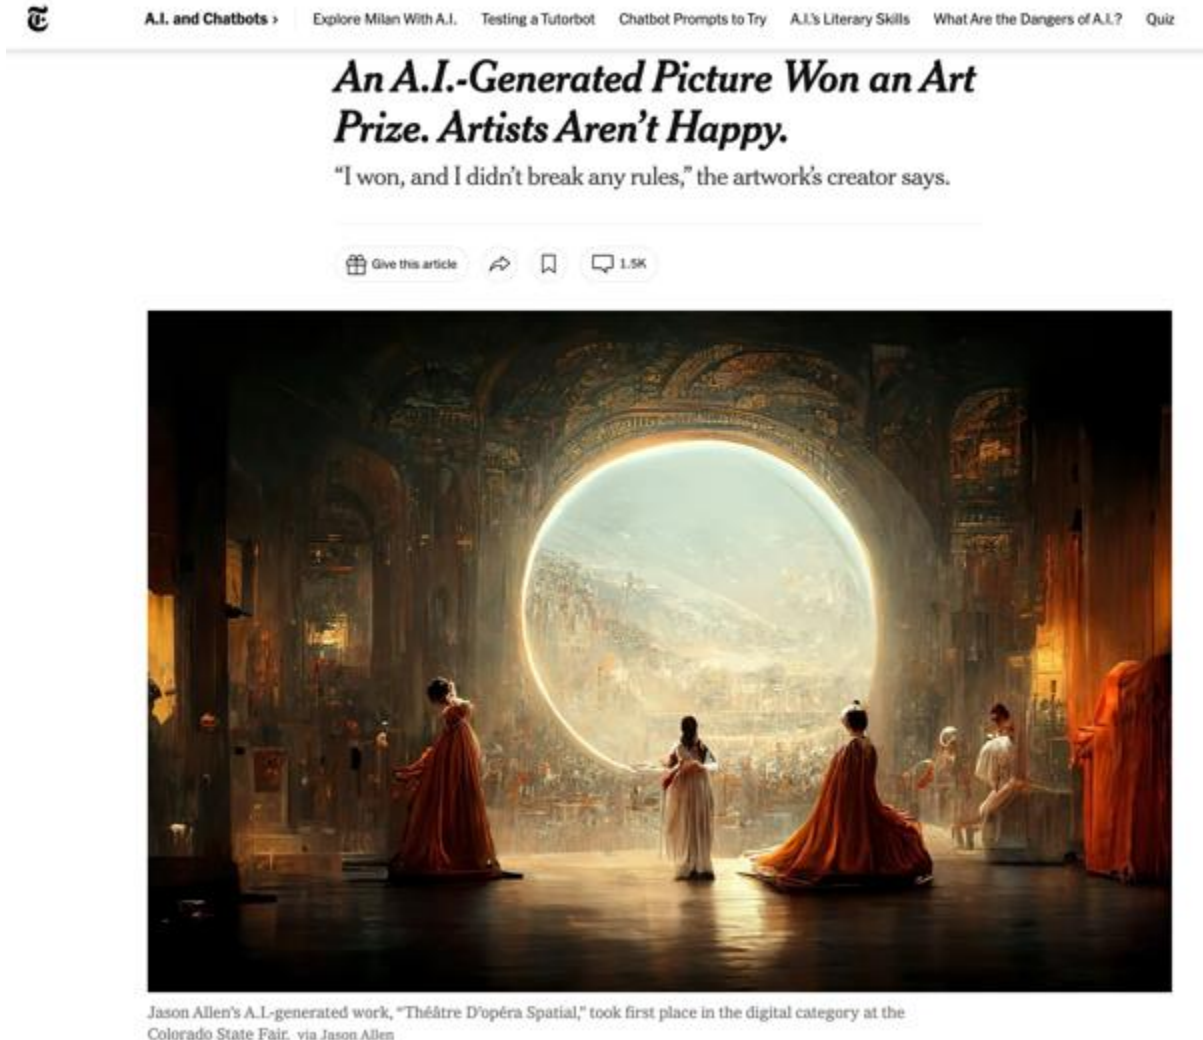 A.I. and Chatbots › Explore Milan With A.I. Testing a Tutorbot Chatbot Prompts to Try A.I.'s Literary Skills What Are the Dangers of A.I.? Quiz
An A.I.-Generated Picture Won an Art
Prize. Artists Aren’t Happy.
“I won, and I didn’t break any rules,” the artwork’s creator says.
Give this article 1.5K
Jason Allen’s A.I.-generated work, “Théâtre D’opéra Spatial,” took first place in the digital category at the
Colorado State Fair. via Jason Allen